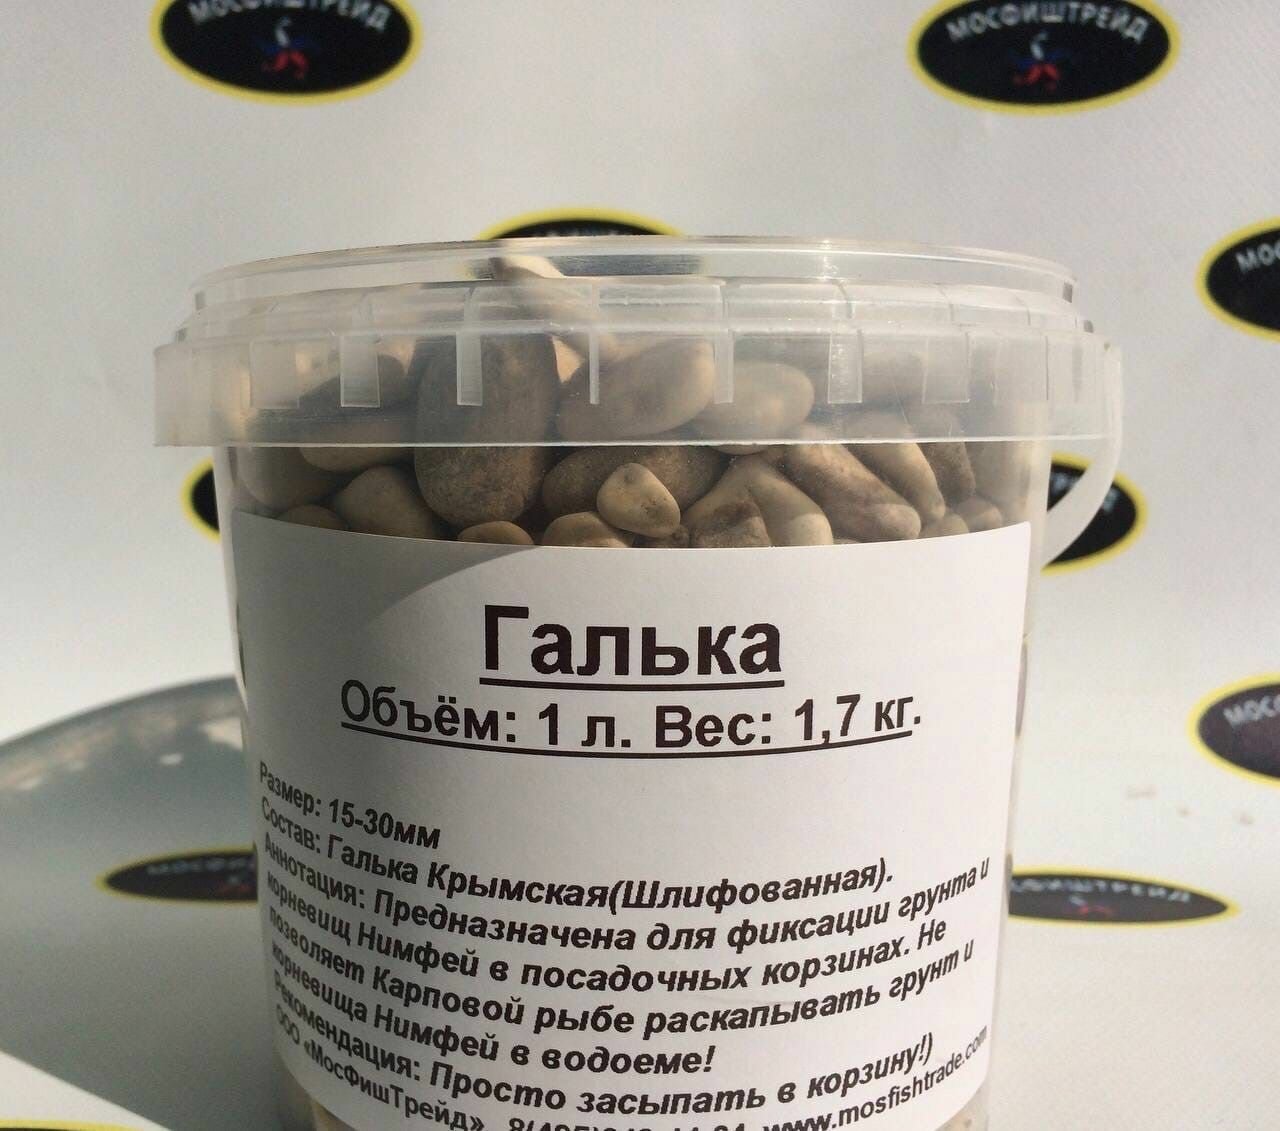 МОСФИШТРЕЙД
МОСФИШТРЕЙД
Галька
Объём: 1 л. Вес: 1,7 кг.
Размер: 15-30мм
Состав: Галька Крымская(Шлифованная).
Аннотация: Предназначена для фиксации грунта и
корневищ Нимфей в посадочных корзинах. Не
позволяет Карповой рыбе раскапывать грунт и
корневища Нимфей в водоеме!
Рекомендация: Просто засыпать в корзину!)
ООО «МосФишТрейд» www.mosfishtrade.com